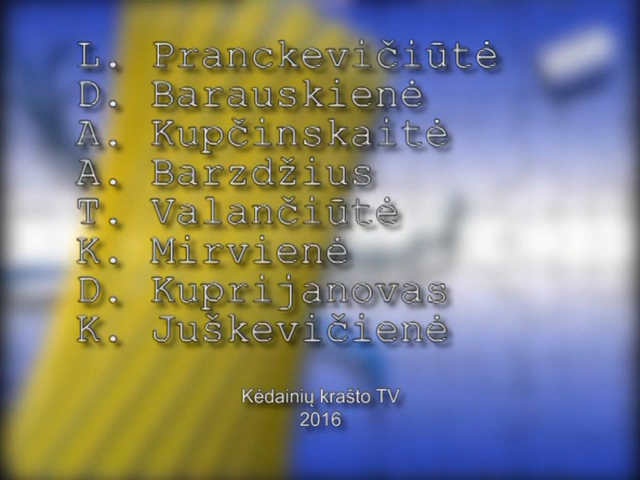 L. Pranckevičiūtė
D. Barauskienė
A. Kupčinskaitė
A. Barzdžius
T. Valančiūtė
K. Mirvienė
D. Kuprijanovas
K. Juškevičienė
Kėdainių krašto TV
2016